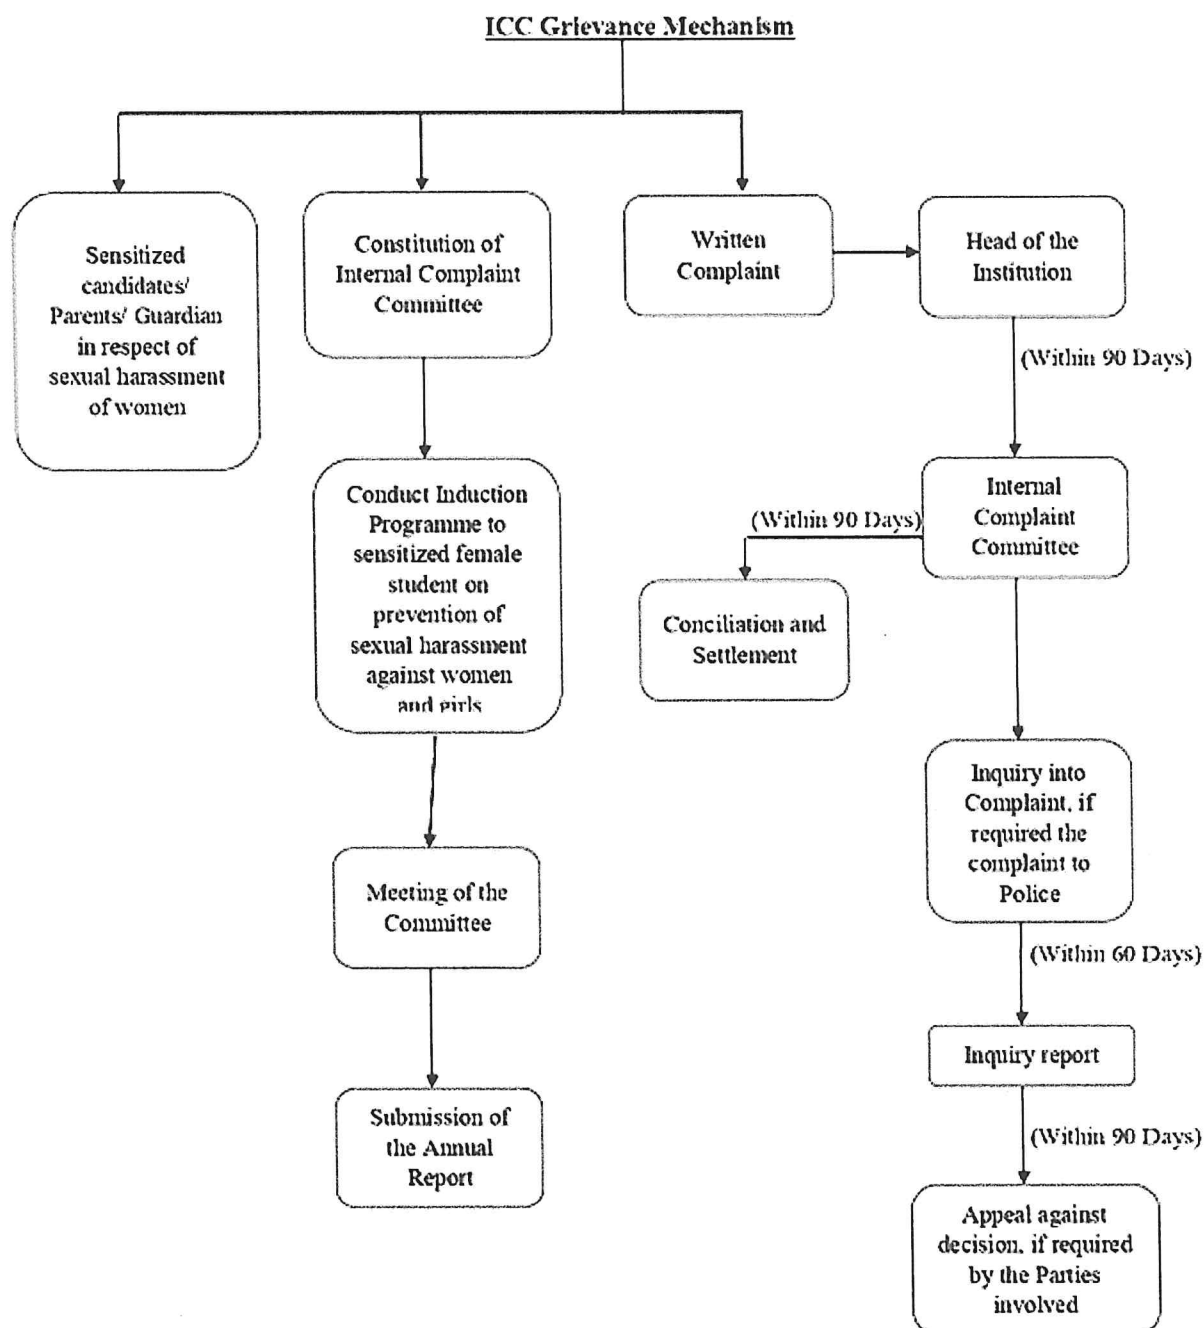 ICC Grievance Mechanism
Sensitized
candidates/
Parents/ Guardian
in respect of
sexual harassment
of women
Constitution of
Internal Complaint
Committee
Conduct Induction
Programme to
sensitized female
student on
prevention of
sexual harassment
against women
and girls
Meeting of the
Committee
Submission of
the Annual
Report
Written
Complaint
Head of the
Institution
(Within 90 Days)
Internal
Complaint
Committee
(Within 90 Days)
Conciliation and
Settlement
Inquiry into
Complaint, if
required the
complaint to
Police
(Within 60 Days)
Inquiry report
(Within 90 Days)
Appeal against
decision, if required
by the Parties
involved